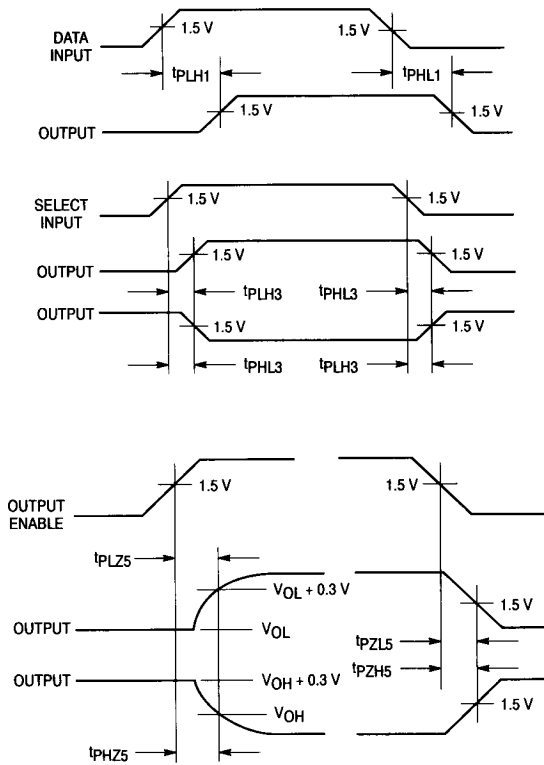 DATA
INPUT
1.5 V
1.5 V
tPLH1
tPHL1
OUTPUT
1.5 V
1.5 V
SELECT
INPUT
1.5 V
1.5 V
OUTPUT
1.5 V
1.5 V
tPLH3
tPHL3
OUTPUT
1.5 V
1.5 V
tPHL3
tPLH3
OUTPUT
ENABLE
1.5 V
1.5 V
tPLZ5
VOL + 0.3 V
1.5 V
OUTPUT
VOL
tPZL5
tPZH5
OUTPUT
VOH + 0.3 V
VOH
1.5 V
tPHZ5